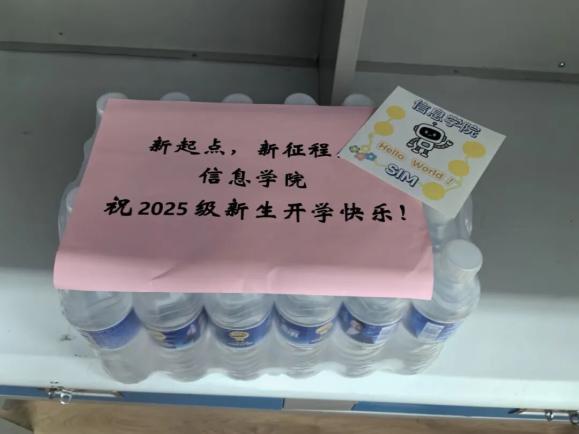 新起点，新征程
信息学院
祝2025级新生开学快乐！
信息学院
Hello World!
SIM